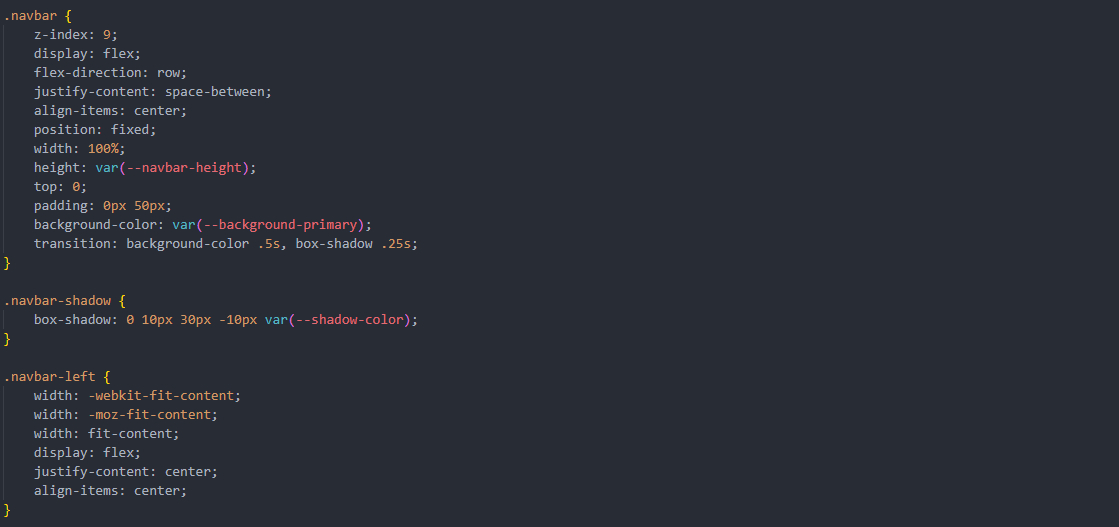 .navbar {
    z-index: 9;
    display: flex;
    flex-direction: row;
    justify-content: space-between;
    align-items: center;
    position: fixed;
    width: 100%;
    height: var(--navbar-height);
    top: 0;
    padding: 0px 50px;
    background-color: var(--background-primary);
    transition: background-color .5s, box-shadow .25s;
}

.navbar-shadow {
    box-shadow: 0 10px 30px -10px var(--shadow-color);
}

.navbar-left {
    width: -webkit-fit-content;
    width: -moz-fit-content;
    width: fit-content;
    display: flex;
    justify-content: center;
    align-items: center;
}